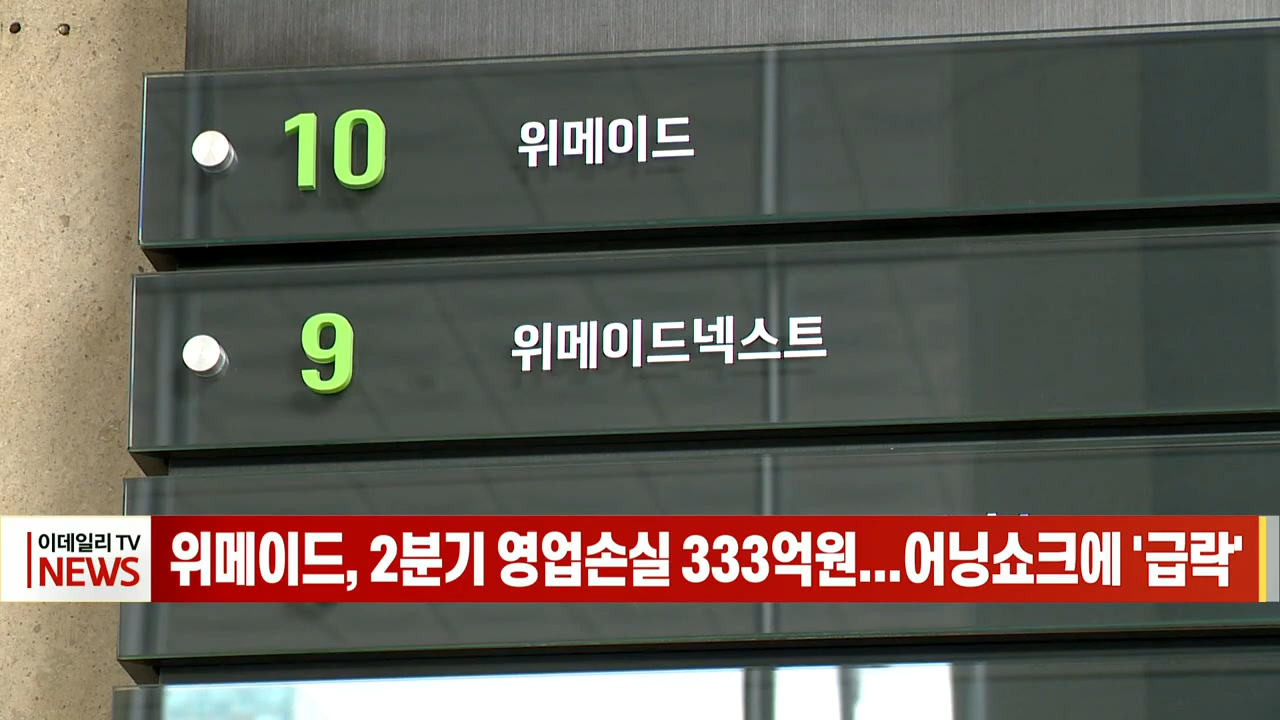 10 위메이드
9 위메이드넥스트
이데일리 TV
NEWS
위메이드, 2분기 영업손실 333억원...어닝쇼크에 '급락'